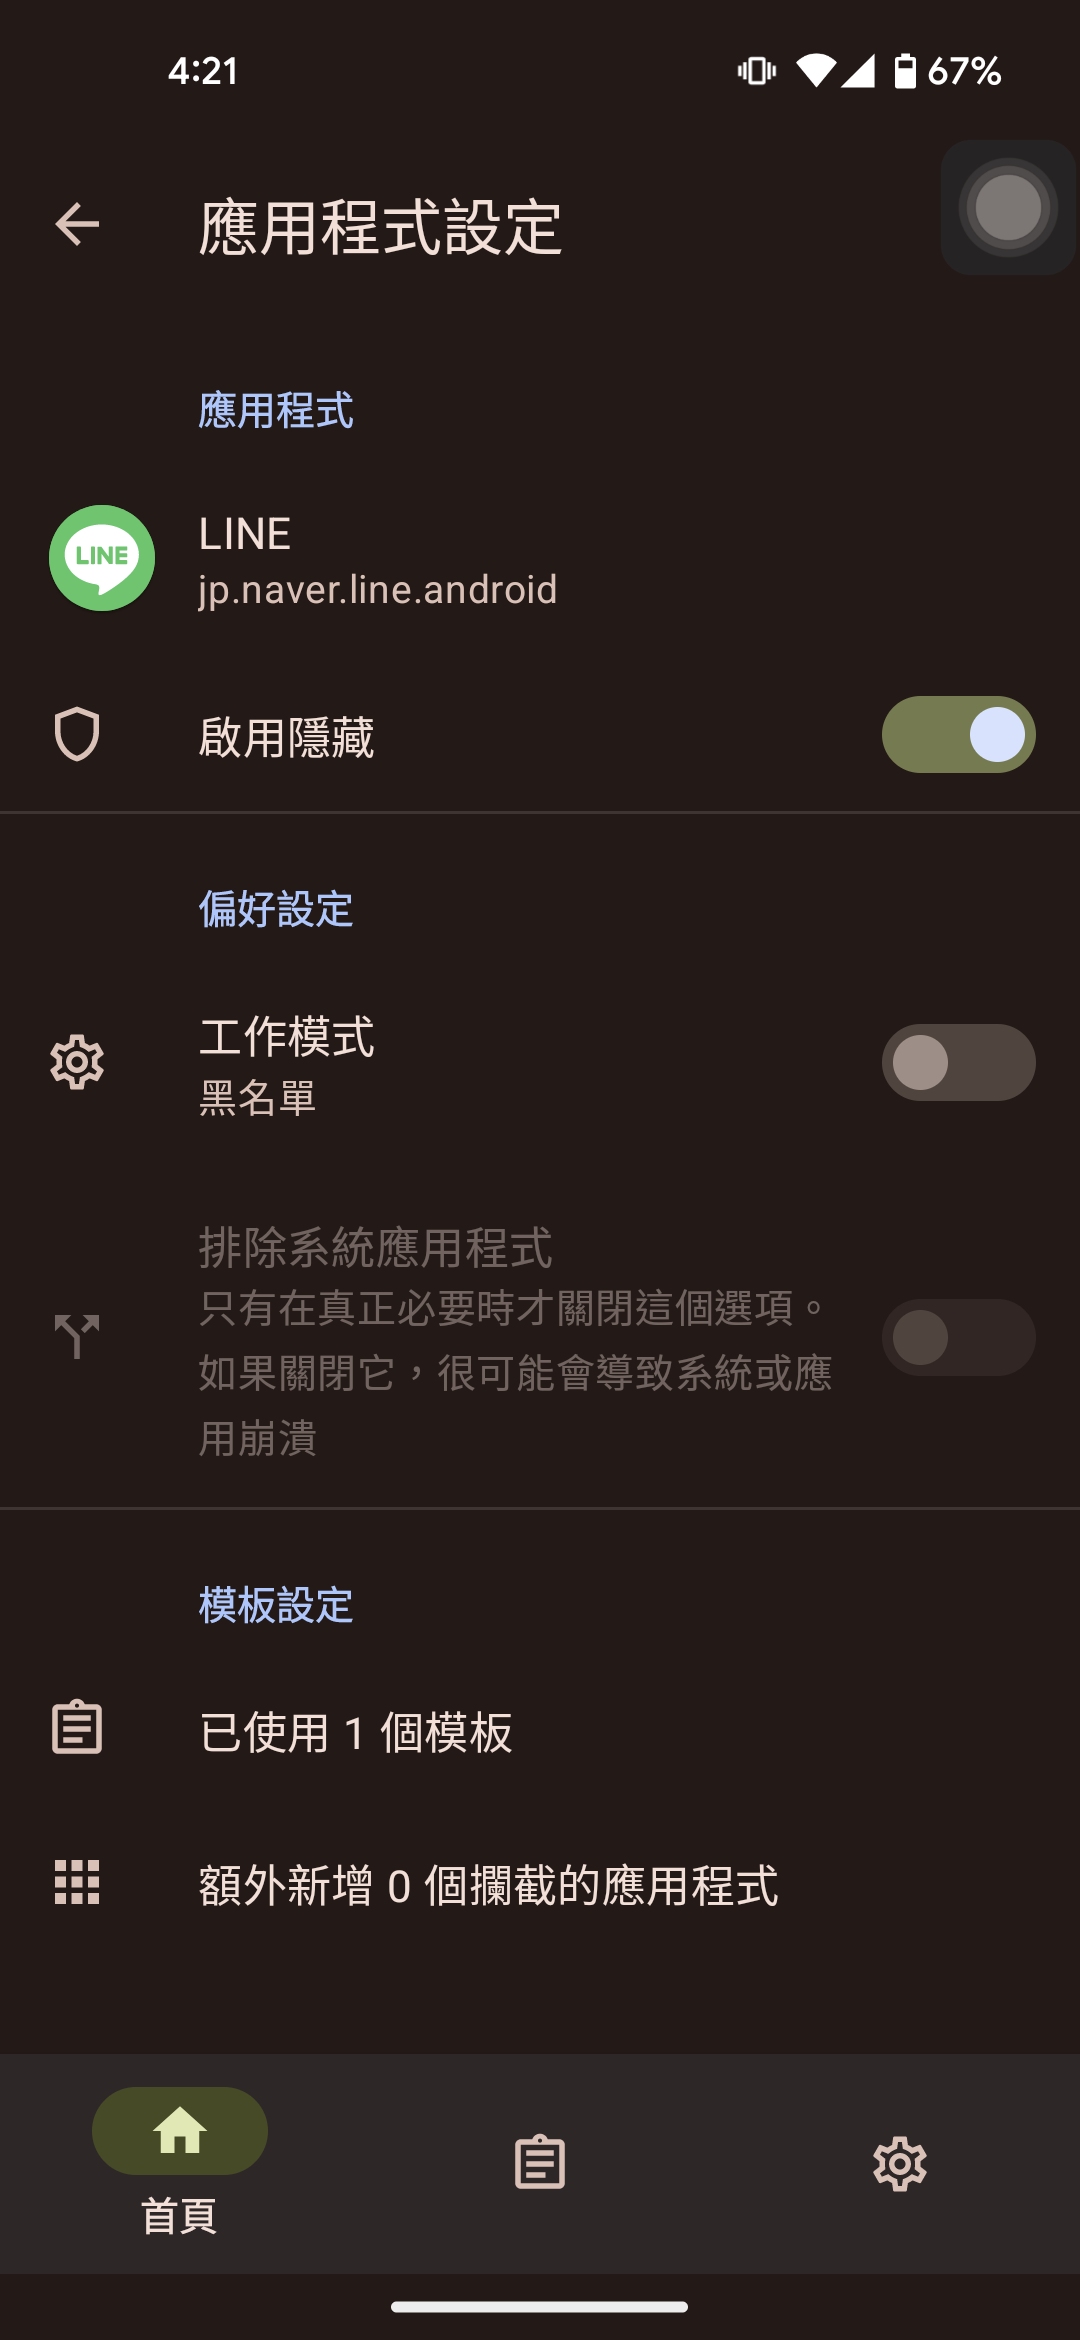 4:21
67%
應用程式設定
應用程式
LINE
LINE
jp.naver.line.android
啟用隱藏
偏好設定
工作模式
黑名單
排除系統應用程式
只有在真正必要時才關閉這個選項。
如果關閉它，很可能會導致系統或應
用崩潰
模板設定
已使用 1 個模板
額外新增 0 個攔截的應用程式
首頁